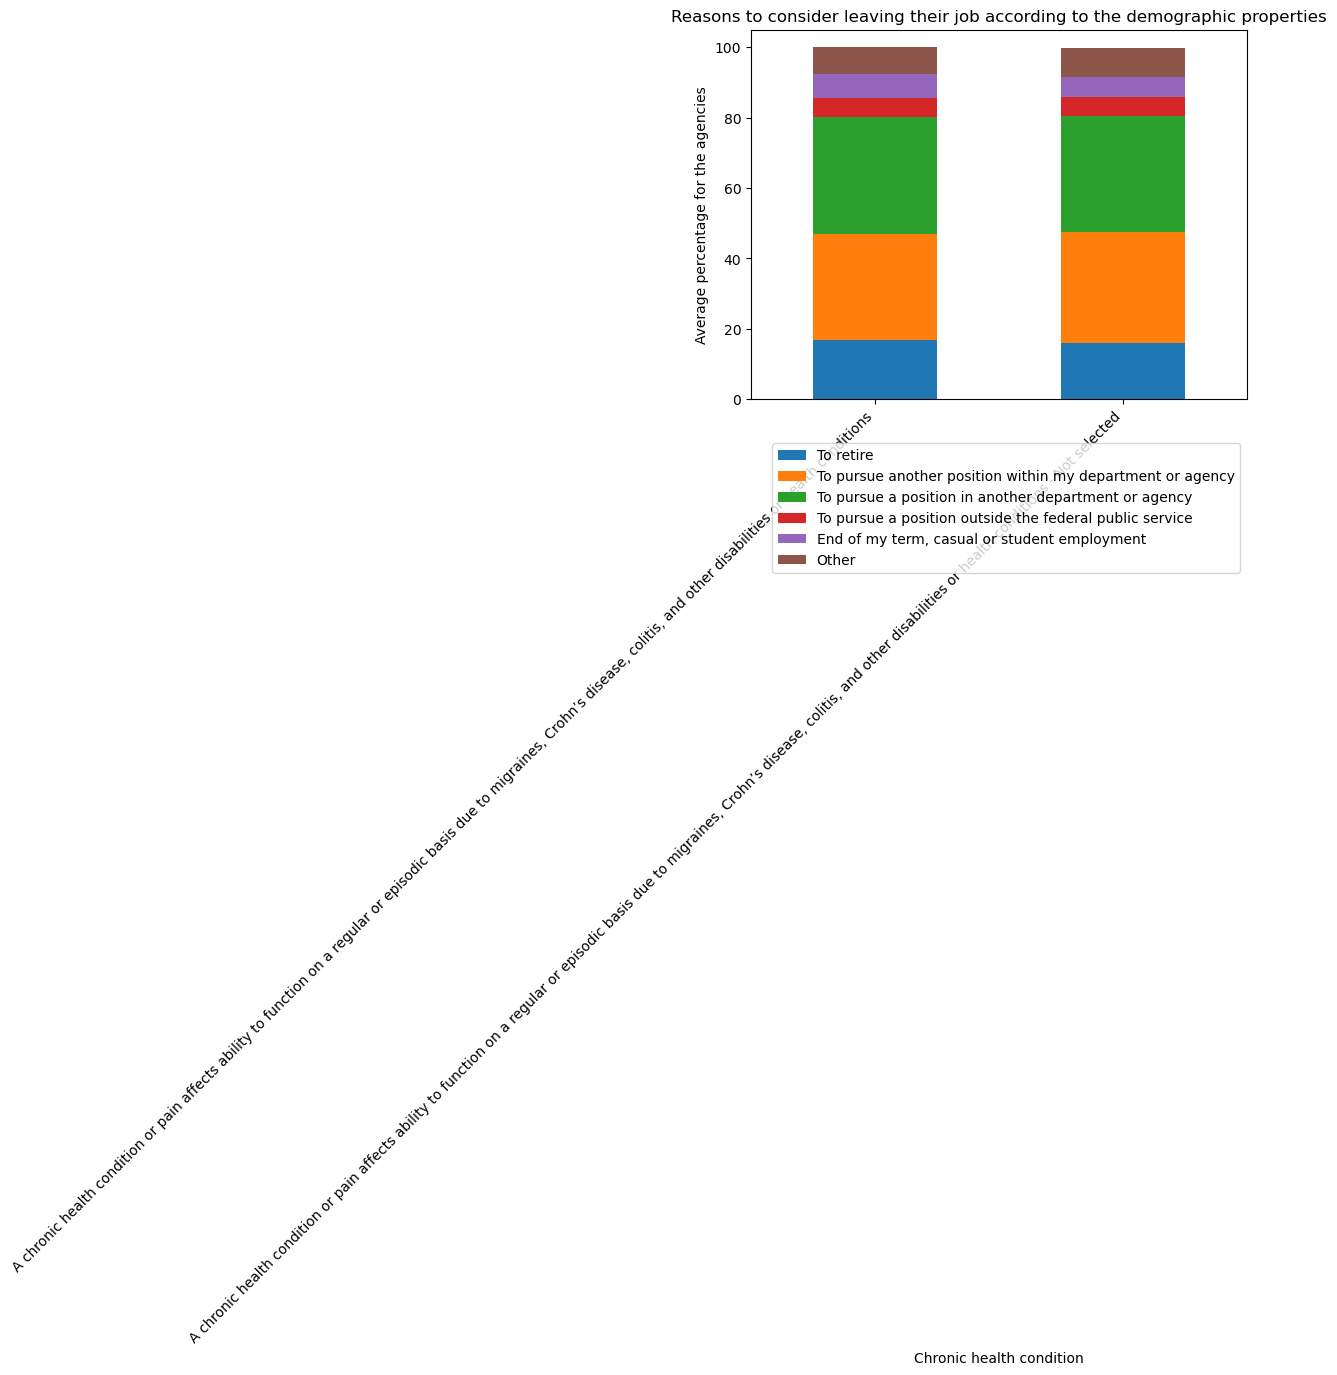 Reasons to consider leaving their job according to the demographic properties
Average percentage for the agencies
100
80
60
40
20
0
A chronic health condition or pain affects ability to function on a regular or episodic basis due to migraines, Crohn’s disease, colitis, and other disabilities or health conditions
A chronic health condition or pain affects ability to function on a regular or episodic basis due to migraines, Crohn’s disease, colitis, and other disabilities or health conditions - Not selected
To retire
To pursue another position within my department or agency
To pursue a position in another department or agency
To pursue a position outside the federal public service
End of my term, casual or student employment
Other
Chronic health condition